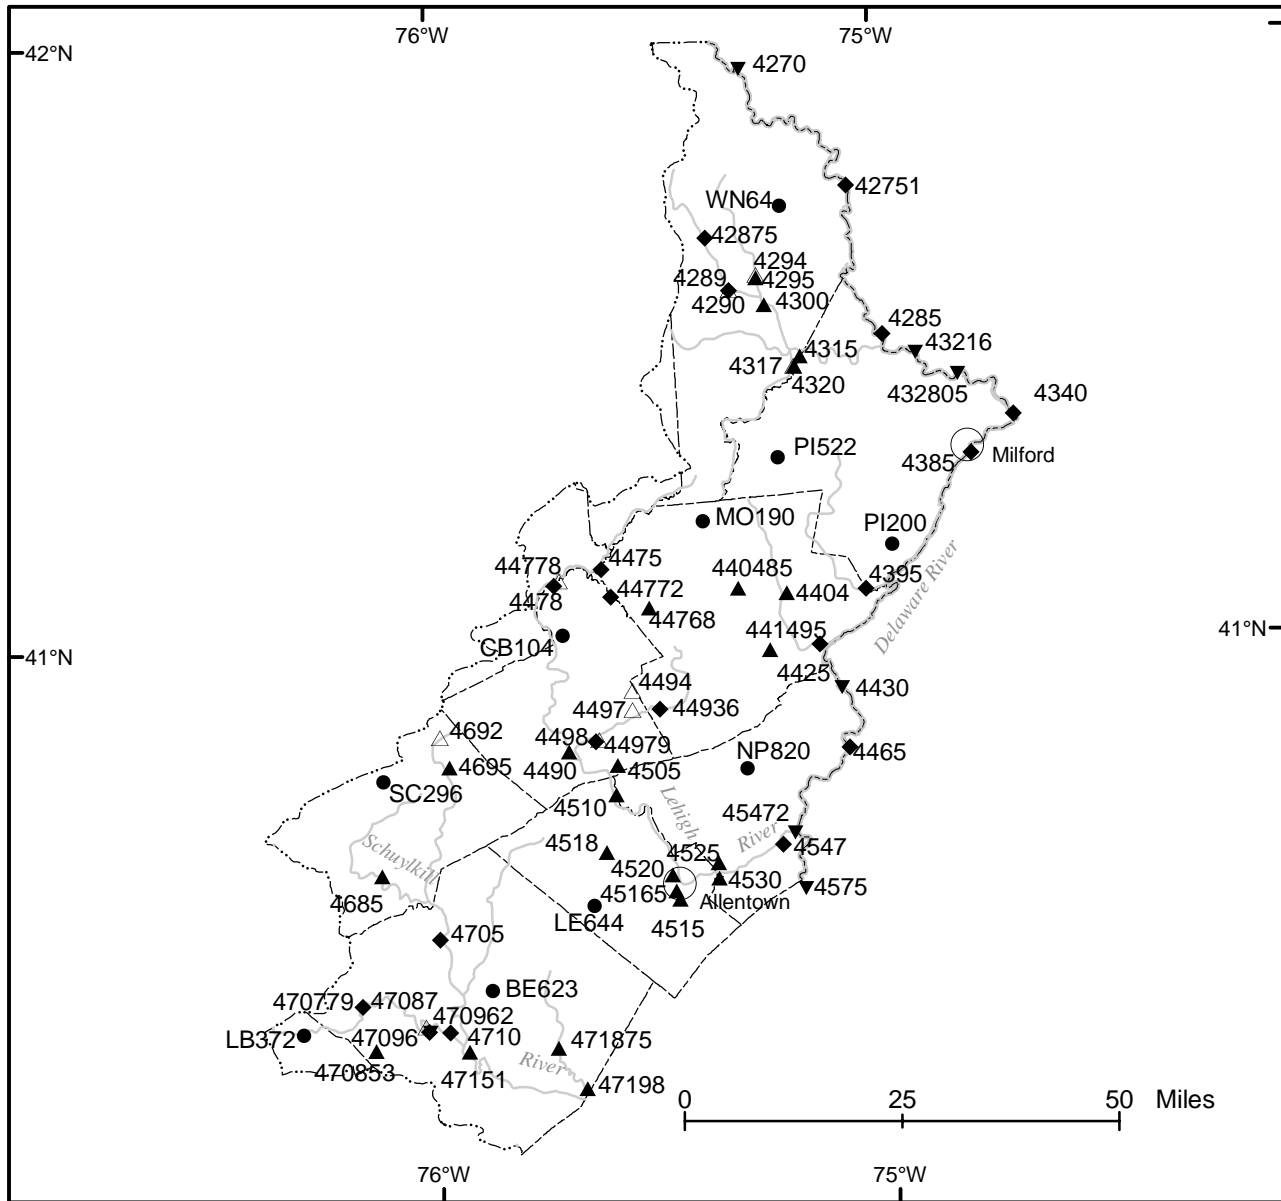 76°W
75°W
42°N
4270
42751
WN64
42875
4294
4289
4295
4290
4300
4285
4315
43216
4317
4320
432805
4340
PI522
4385
Milford
MO190
PI200
4475
44778
440485
4395
44772
4404
4478
44768
441495
Delaware River
41°N
CB104
41°N
4425
4494
4430
4497
44936
4692
4498
44979
4465
NP820
4695
4490
4505
SC296
4510
Lehigh
River
45472
4518
4525
4547
Schuylkill
4520
4530
4575
4685
45165
Allentown
LE644
4515
4705
BE623
470779
47087
470962
LB372
47096
4710
471875
470853
47151
River
47198
0
25
50
Miles
76°W
75°W